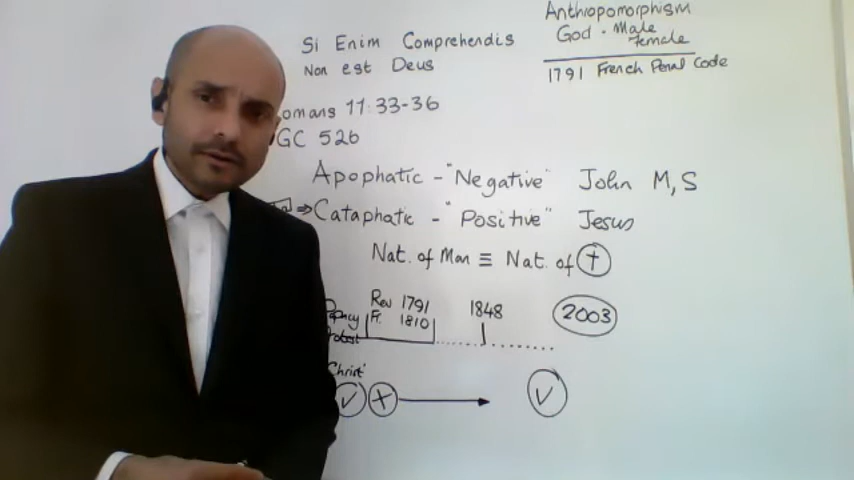 Si Enim Comprehendis
Non est Deus
Anthropomorphism
God • Male
Female
1791 French Penal Code
omans 11:33-36
GC 526
Apophatic - "Negative" John M, S
⇒ Cataphatic - "Positive" Jesus
Nat. of Man ≡ Nat. of †
Rev 1791
Fr. 1810
1848
2003
Christ'